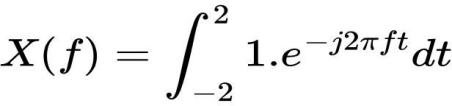 X(f) = ∫_{-2}^{2} 1.e^{-j2πft} dt